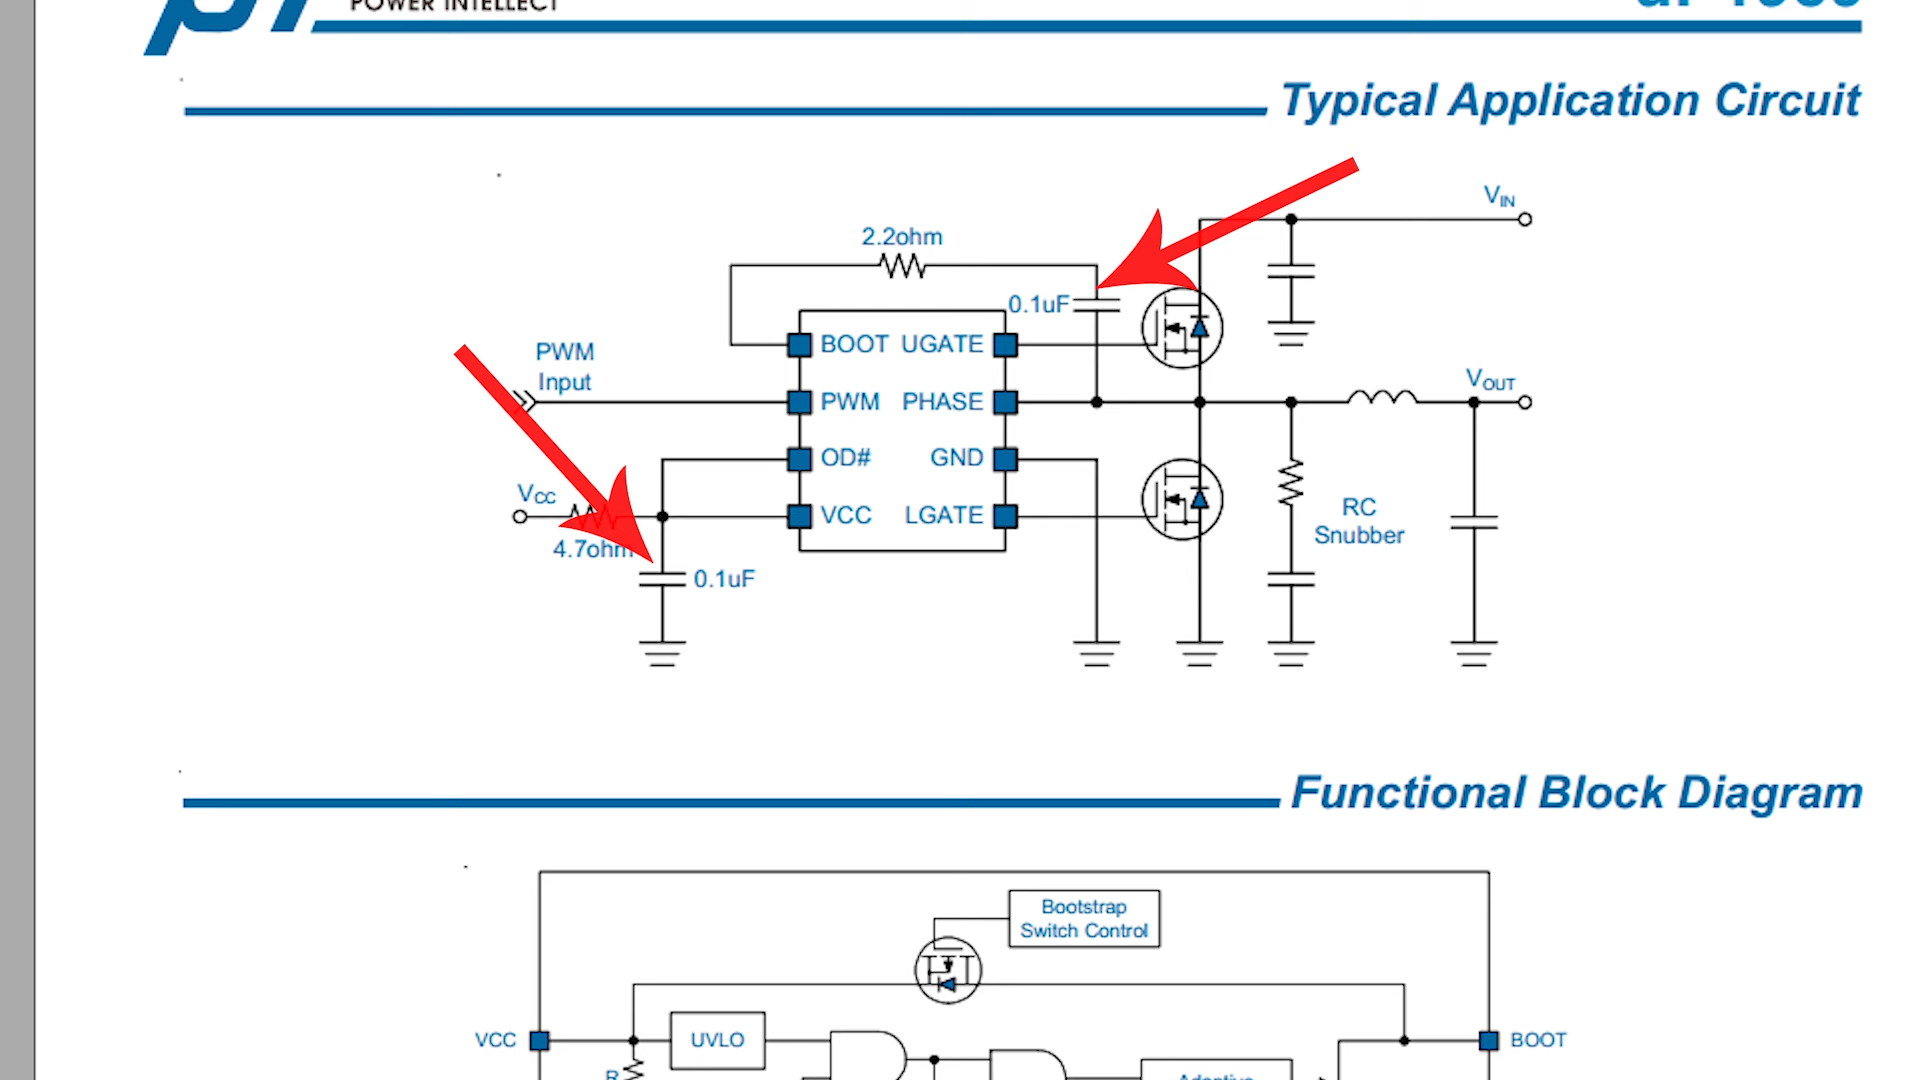 POWER INTELLECT
Typical Application Circuit
VIN
2.2ohm
0.1uF
BOOT UGATE
PWM
Input
PWM PHASE
VOUT
OD# GND
VCC
VCC LGATE
RC
Snubber
4.7ohm
0.1uF
Functional Block Diagram
Bootstrap
Switch Control
VCC
UVLO
BOOT
R
Adaptive